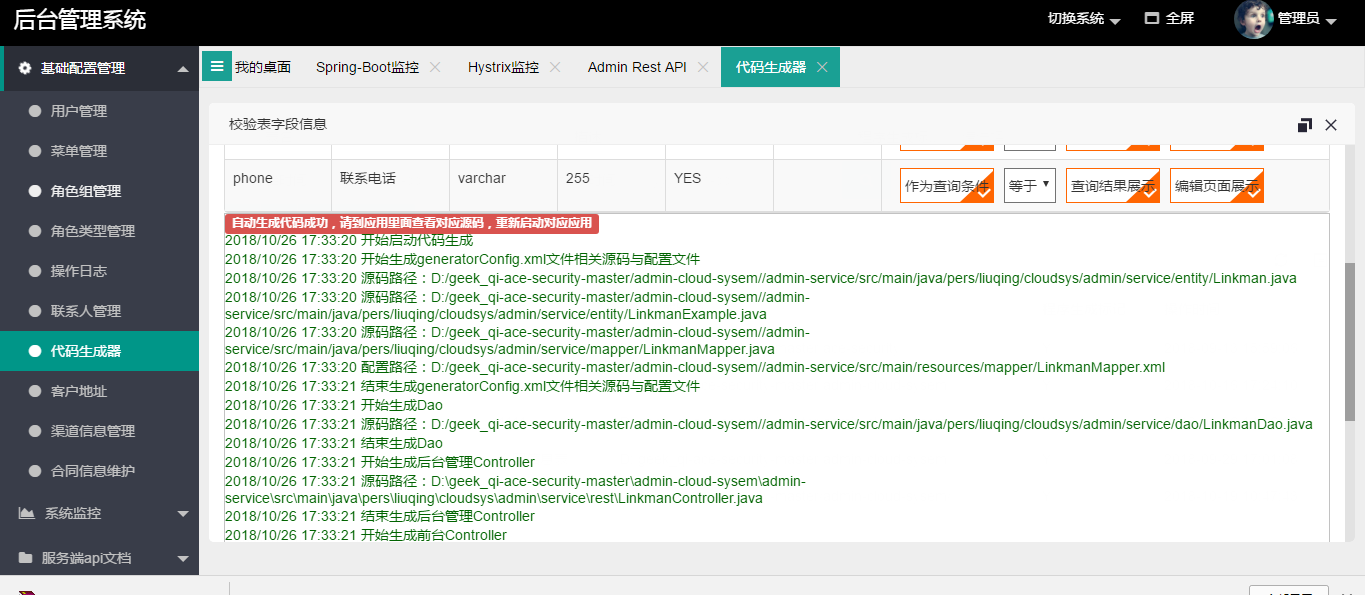 后台管理系统
切换系统 全屏 管理员
基础配置管理
用户管理
菜单管理
角色组管理
角色类型管理
操作日志
联系人管理
代码生成器
客户地址
渠道信息管理
合同信息维护
系统监控
服务端api文档
我的桌面 Spring-Boot监控 Hystrix监控 Admin Rest API 代码生成器
校验表字段信息
phone 联系电话 varchar 255 YES 作为查询条件 等于 查询结果展示 编辑页面展示
自动生成代码成功，请到应用里面查看对应源码，重新启动对应应用
2018/10/26 17:33:20 开始启动代码生成
2018/10/26 17:33:20 开始生成generatorConfig.xml文件相关源码与配置文件
2018/10/26 17:33:20 源码路径：D:/geek_qi-ace-security-master/admin-cloud-sysem//admin-service/src/main/java/pers/liuqing/cloudsys/admin/service/entity/Linkman.java
2018/10/26 17:33:20 源码路径：D:/geek_qi-ace-security-master/admin-cloud-sysem//admin-
service/src/main/java/pers/liuqing/cloudsys/admin/service/entity/LinkmanExample.java
2018/10/26 17:33:20 源码路径：D:/geek_qi-ace-security-master/admin-cloud-sysem//admin-
service/src/main/java/pers/liuqing/cloudsys/admin/service/mapper/LinkmanMapper.java
2018/10/26 17:33:20 配置路径：D:/geek_qi-ace-security-master/admin-cloud-sysem//admin-service/src/main/resources/mapper/LinkmanMapper.xml
2018/10/26 17:33:21 结束生成generatorConfig.xml文件相关源码与配置文件
2018/10/26 17:33:21 开始生成Dao
2018/10/26 17:33:21 源码路径：D:/geek_qi-ace-security-master/admin-cloud-sysem//admin-service/src/main/java/pers/liuqing/cloudsys/admin/service/dao/LinkmanDao.java
2018/10/26 17:33:21 结束生成Dao
2018/10/26 17:33:21 开始生成后台管理Controller
2018/10/26 17:33:21 源码路径：D:\geek_qi-ace-security-master\admin-cloud-sysem\admin-
service\src\main\java\pers\liuqing\cloudsys\admin\service\rest\LinkmanController.java
2018/10/26 17:33:21 结束生成后台管理Controller
2018/10/26 17:33:21 开始生成前台Controller